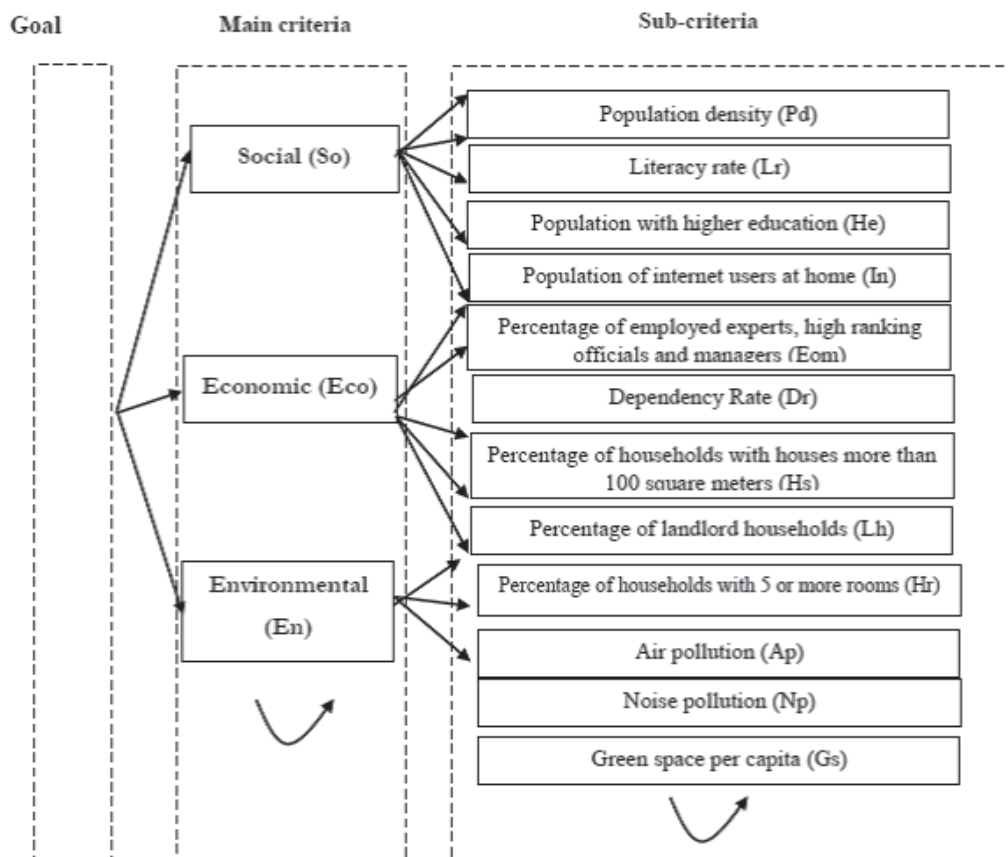 Goal
Main criteria
Sub-criteria
Social (So)
Economic (Eco)
Environmental
(En)
Population density (Pd)
Literacy rate (Lr)
Population with higher education (He)
Population of internet users at home (In)
Percentage of employed experts, high ranking
officials and managers (Eom)
Dependency Rate (Dr)
Percentage of households with houses more than
100 square meters (Hs)
Percentage of landlord households (Lh)
Percentage of households with 5 or more rooms (Hr)
Air pollution (Ap)
Noise pollution (Np)
Green space per capita (Gs)